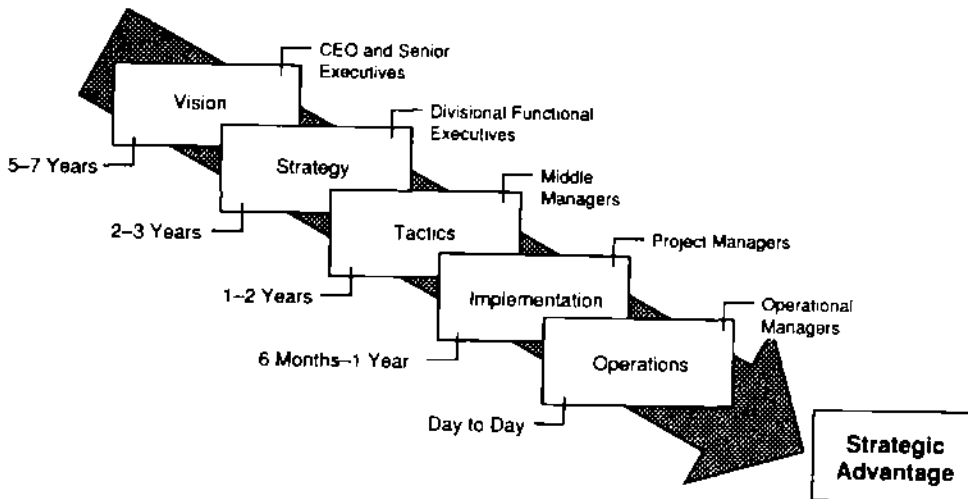 CEO and Senior
Executives
Vision
5–7 Years
Divisional Functional
Executives
Strategy
2–3 Years
Middle
Managers
Tactics
1–2 Years
Project Managers
Implementation
6 Months–1 Year
Operational
Managers
Operations
Day to Day
Strategic
Advantage